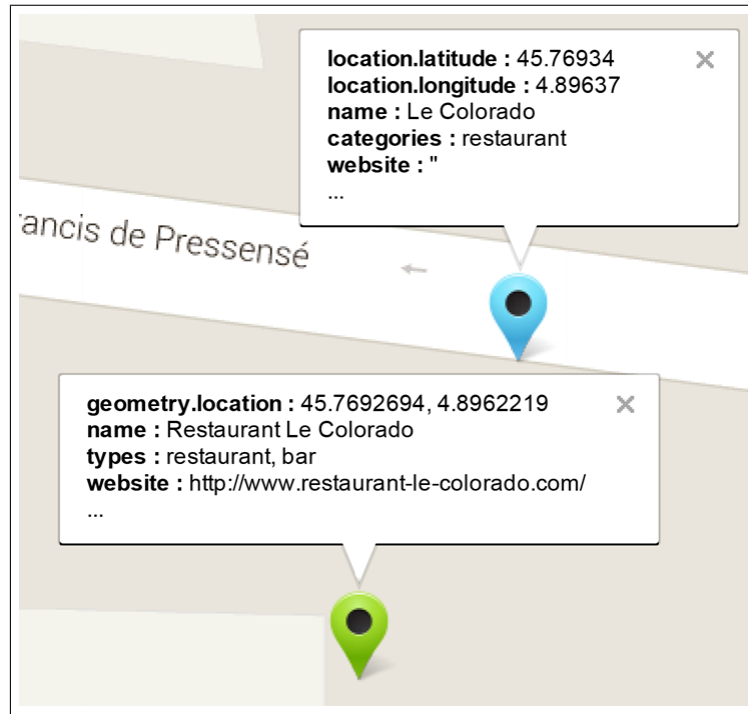 location.latitude : 45.76934
location.longitude : 4.89637
name : Le Colorado
categories : restaurant
website : "
...
rancis de Pressensé
geometry.location : 45.7692694, 4.8962219
name : Restaurant Le Colorado
types : restaurant, bar
website : http://www.restaurant-le-colorado.com/
...